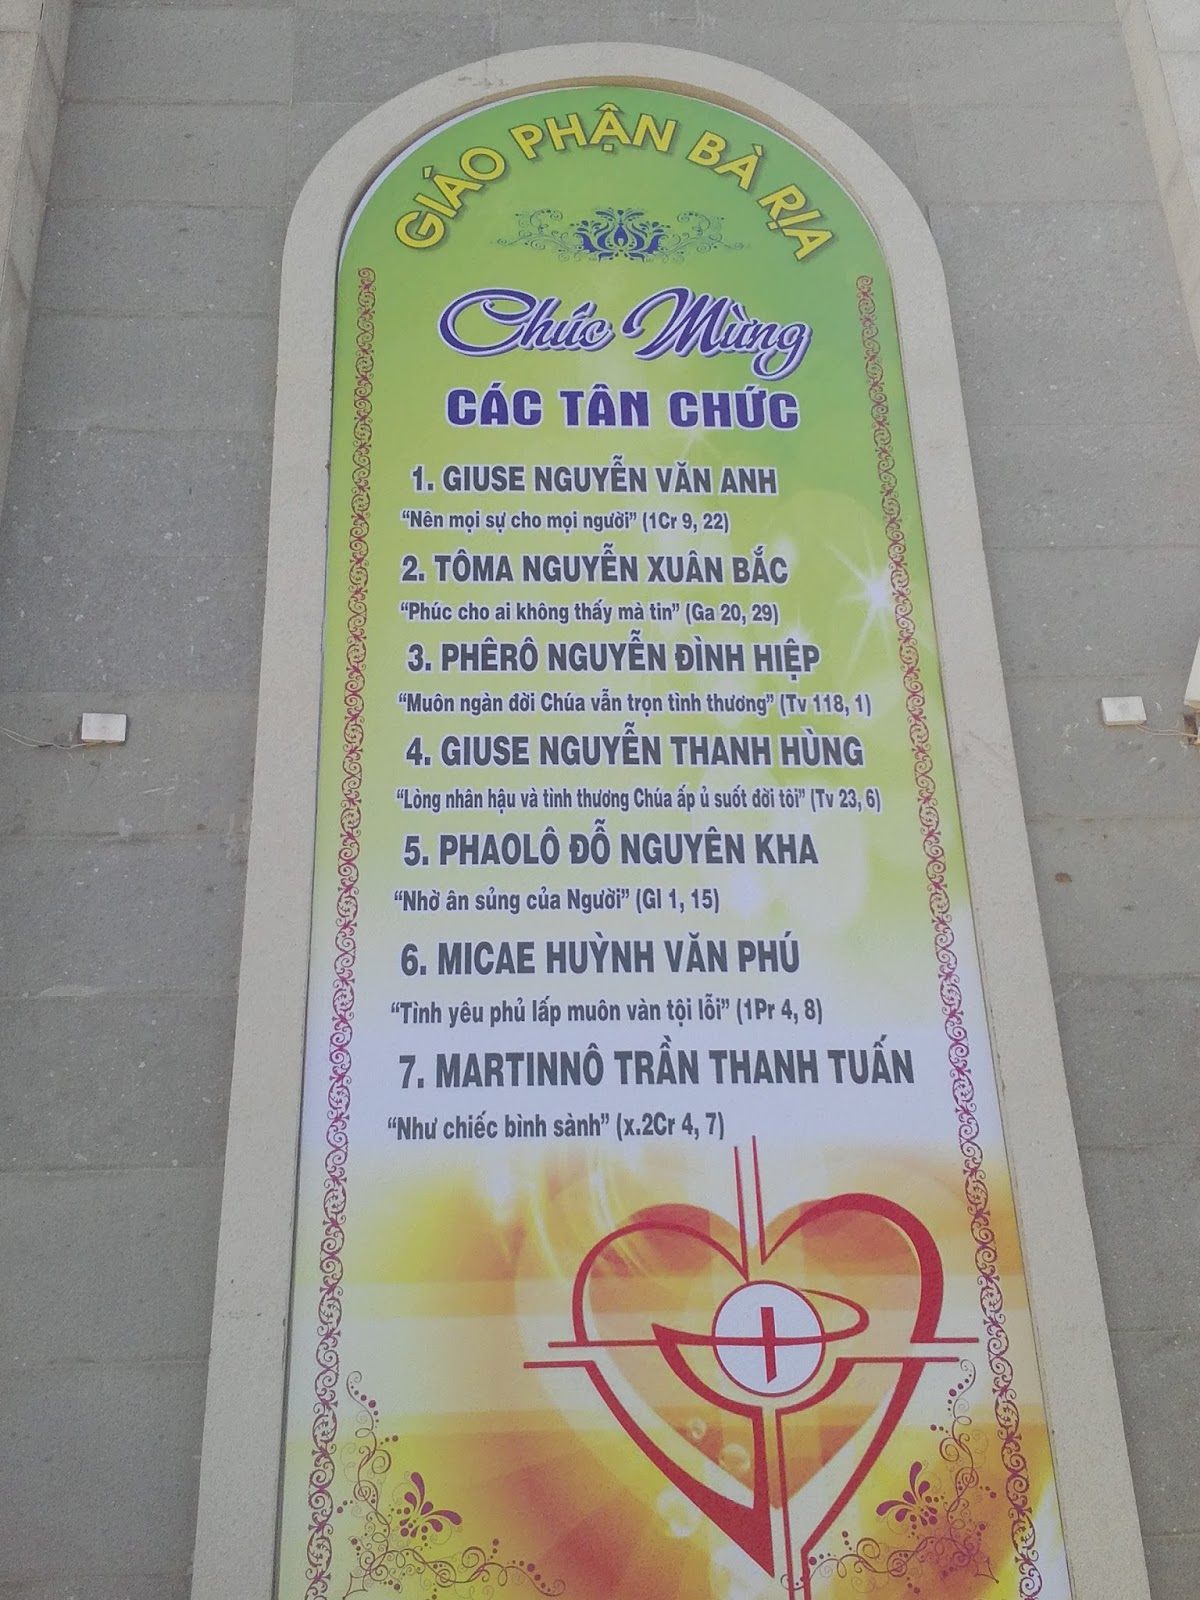 GIÁO PHẬN BÀ RỊA
Chúc Mừng
CÁC TÂN CHỨC
1. GIUSE NGUYỄN VĂN ANH
“Nên mọi sự cho mọi người” (1Cr 9, 22)
2. TÔMA NGUYỄN XUÂN BẮC
“Phúc cho ai không thấy mà tin” (Ga 20, 29)
3. PHÊRÔ NGUYỄN ĐÌNH HIỆP
“Muôn ngàn đời Chúa vẫn trọn tình thương” (Tv 118, 1)
4. GIUSE NGUYỄN THANH HÙNG
“Lòng nhân hậu và tình thương Chúa ấp ủ suốt đời tôi” (Tv 23, 6)
5. PHAOLÔ ĐỖ NGUYÊN KHA
“Nhờ ân sủng của Người” (Gl 1, 15)
6. MICAE HUỲNH VĂN PHÚ
“Tình yêu phủ lấp muôn vàn tội lỗi” (1Pr 4, 8)
7. MARTINNÔ TRẦN THANH TUẤN
“Như chiếc bình sành” (x.2Cr 4, 7)